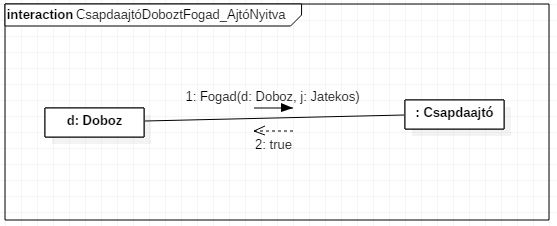 interaction CsapdaajtóDoboztFogad_AjtóNyitva
1: Fogad(d: Doboz, j: Jatekos)
d: Doboz
: Csapdaajtó
2: true